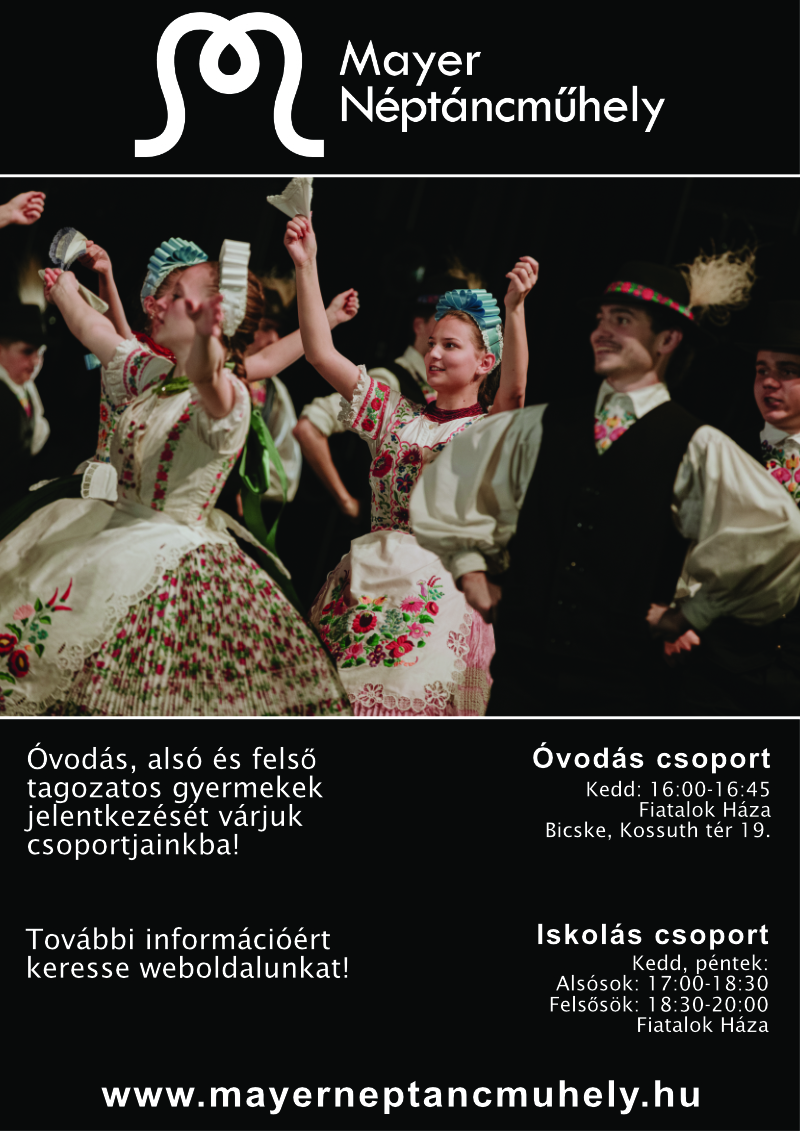 Mayer
Néptáncműhely
Óvodás, alsó és felső
tagozatos gyermekek
jelentkezését várjuk
csoportjainkba!
További információért
keresse weboldalunkat!
Óvodás csoport
Kedd: 16:00-16:45
Fiatalok Háza
Bicske, Kossuth tér 19.
Iskolás csoport
Kedd, péntek:
Alsósok: 17:00-18:30
Felsősök: 18:30-20:00
Fiatalok Háza
www.mayerneptancmuhely.hu